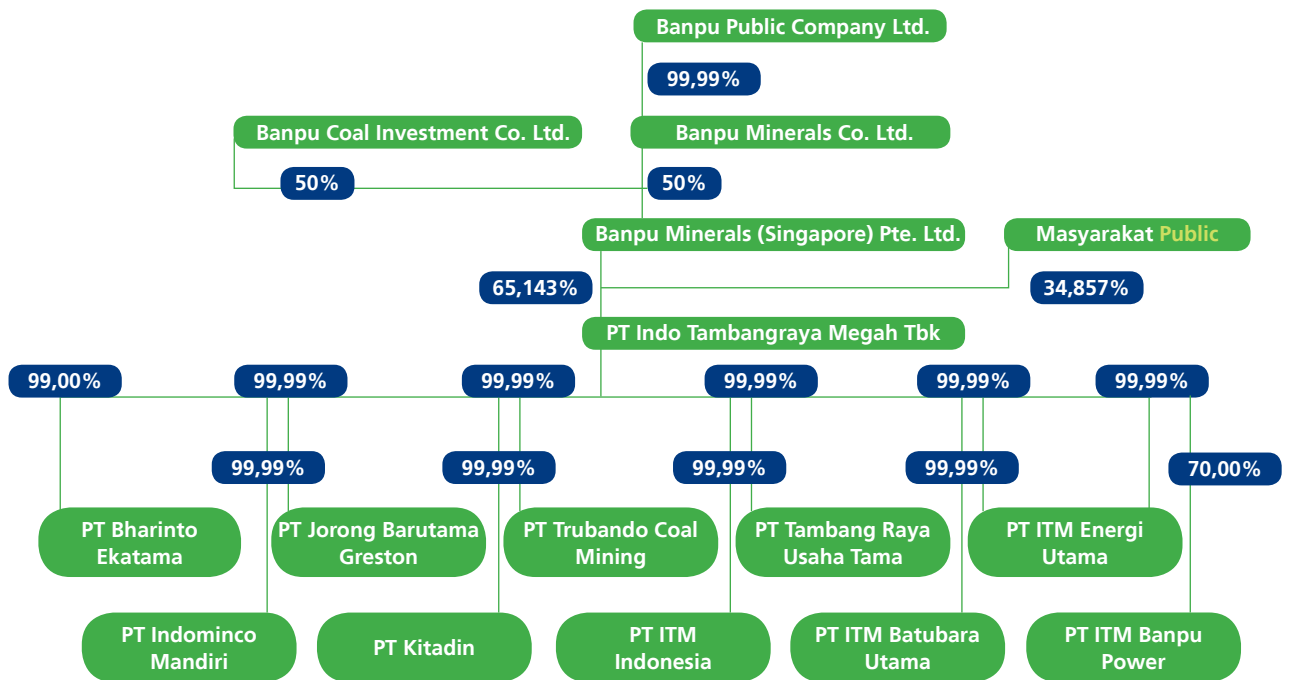 Banpu Public Company Ltd.
99,99%
Banpu Coal Investment Co. Ltd.
Banpu Minerals Co. Ltd.
50%
50%
Banpu Minerals (Singapore) Pte. Ltd.
Masyarakat Public
65,143%
34,857%
PT Indo Tambangraya Megah Tbk
99,00%
99,99%
99,99%
99,99%
99,99%
99,99%
99,99%
99,99%
99,99%
99,99%
70,00%
PT Bharinto
Ekatama
PT Jorong Barutama
Greston
PT Trubando Coal
Mining
PT Tambang Raya
Usaha Tama
PT ITM Energi
Utama
PT Indominco
Mandiri
PT Kitadin
PT ITM
Indonesia
PT ITM Batubara
Utama
PT ITM Banpu
Power